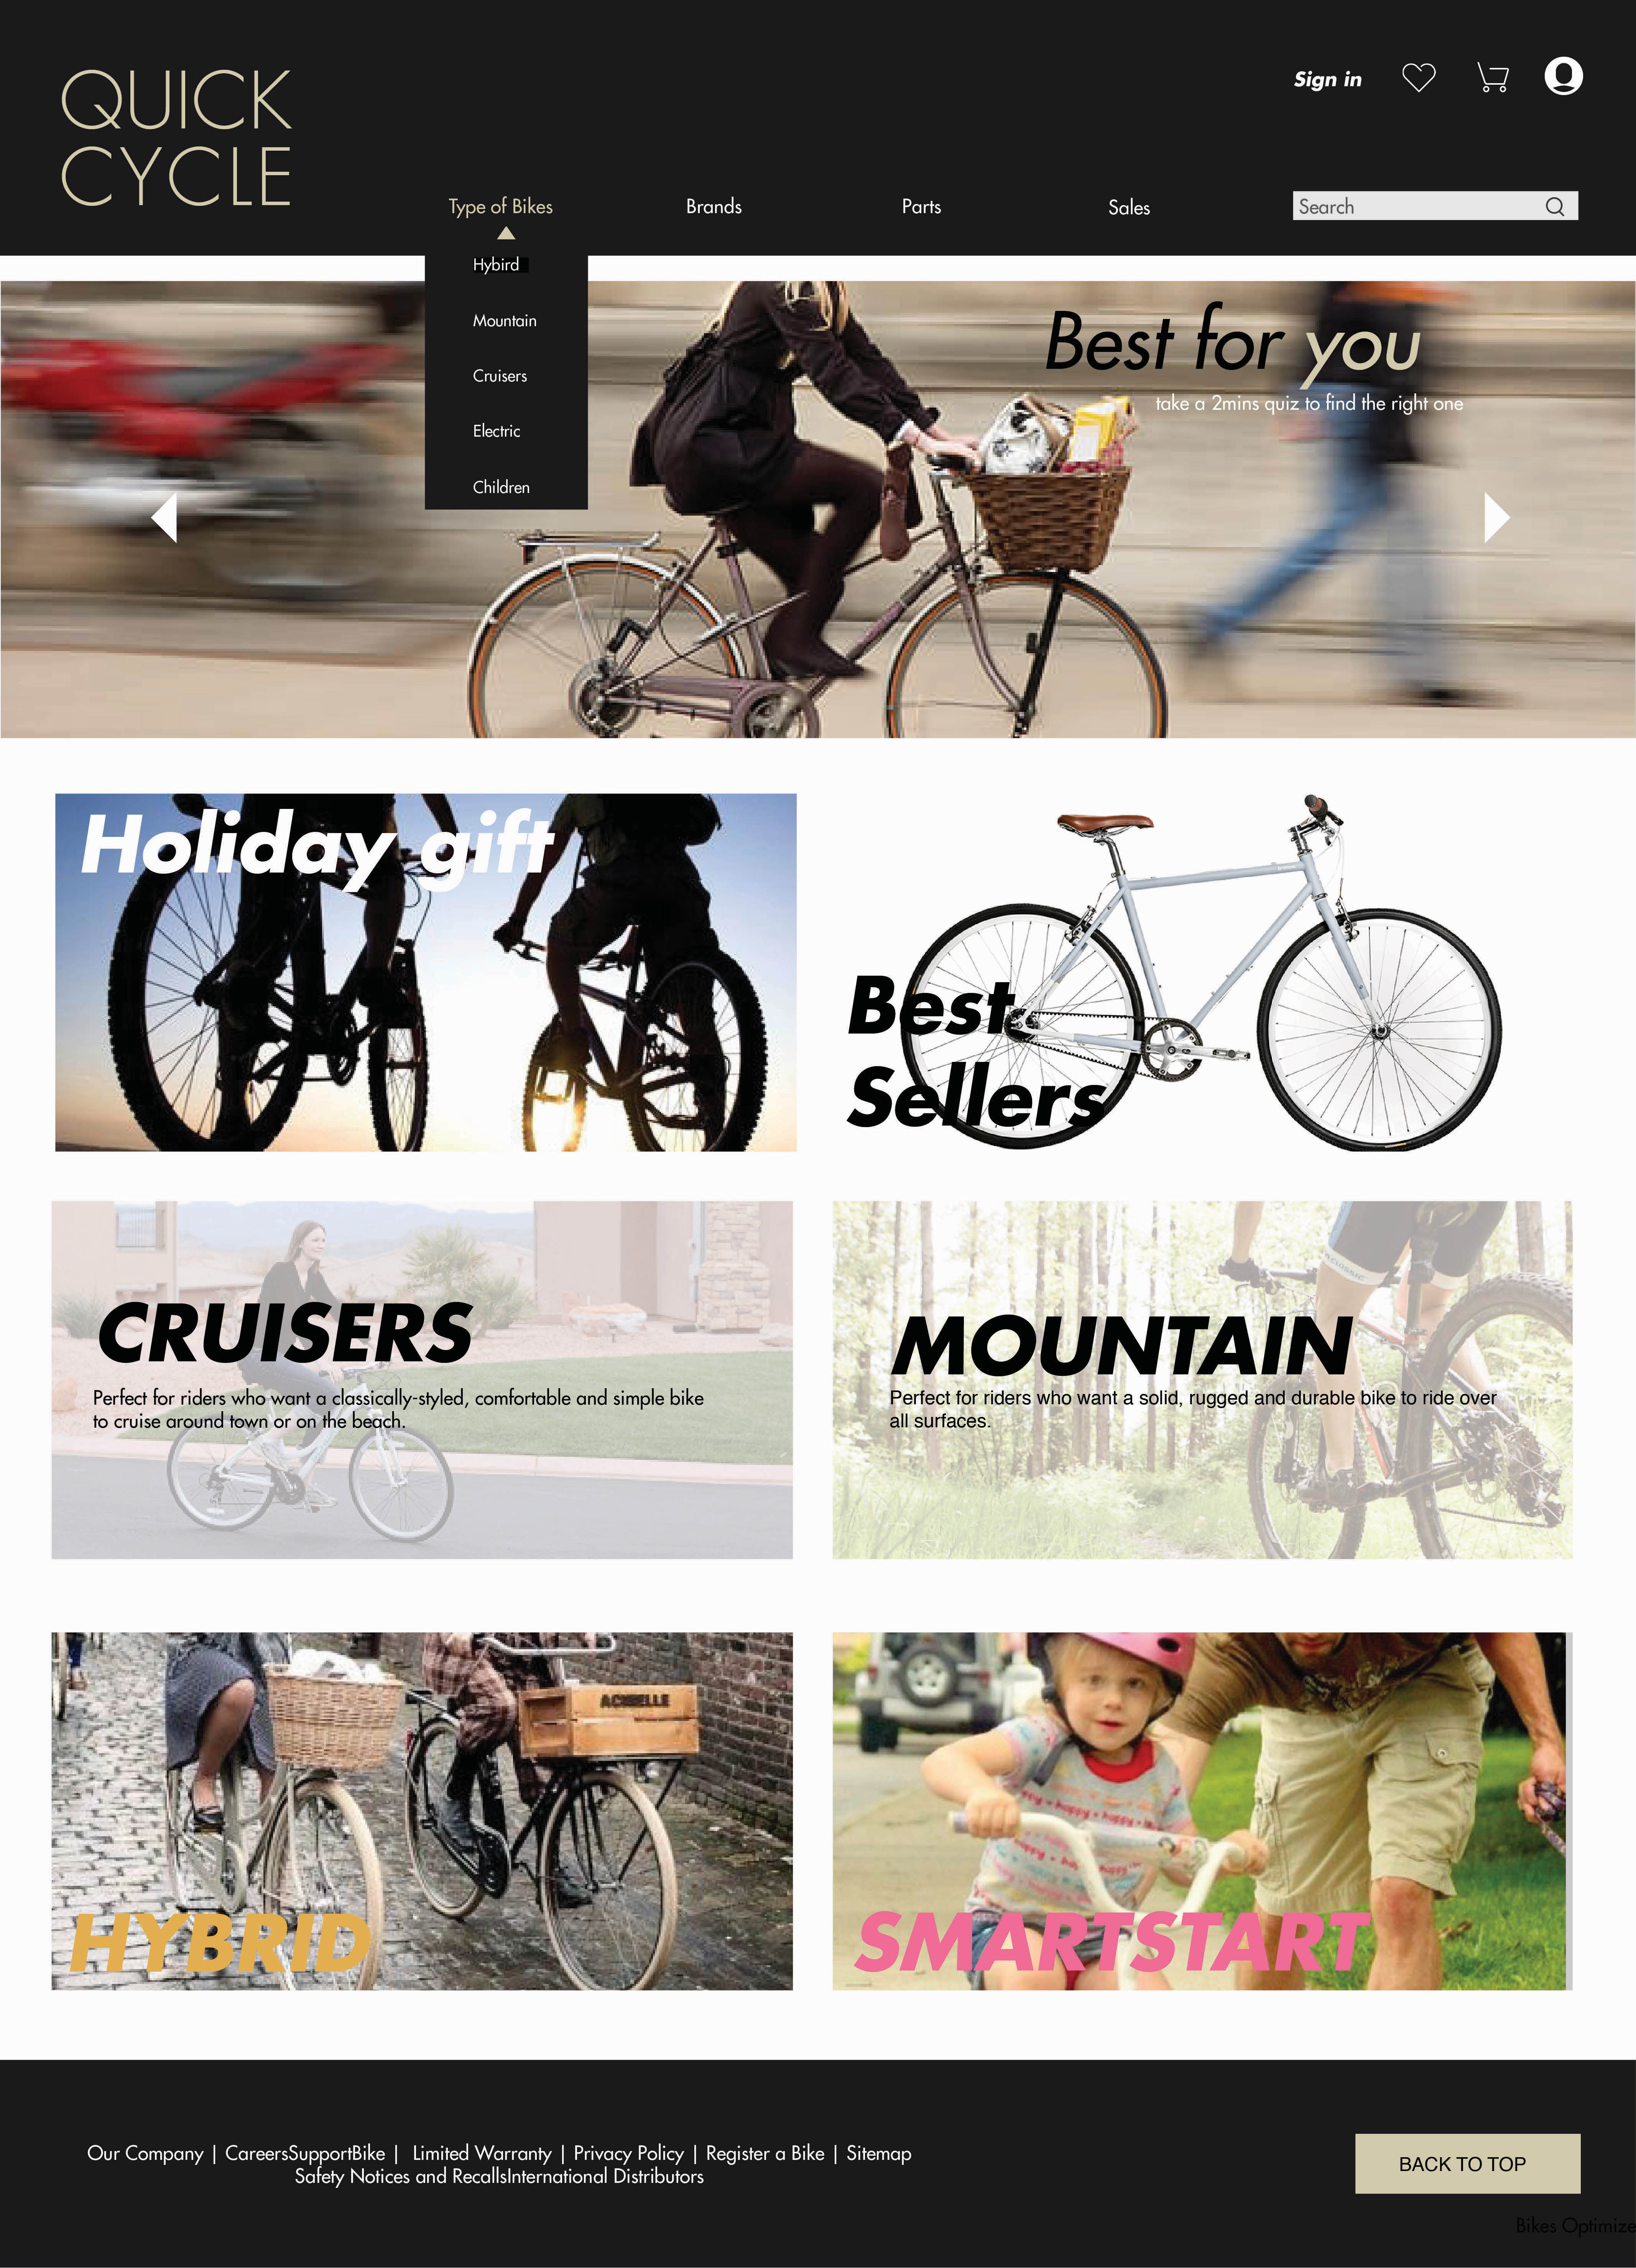 QUICK
CYCLE
Sign in
Type of Bikes
Brands
Parts
Sales
Search
Hybird
Mountain
Cruisers
Electric
Children
Best for you
take a 2mins quiz to find the right one
Holiday gift
Best
Sellers
CRUISERS
Perfect for riders who want a classically-styled, comfortable and simple bike
to cruise around town or on the beach.
MOUNTAIN
Perfect for riders who want a solid, rugged and durable bike to ride over
all surfaces.
HYBRID
SMARTSTART
Our Company | CareersSupportBike | Limited Warranty | Privacy Policy | Register a Bike | Sitemap
Safety Notices and RecallsInternational Distributors
BACK TO TOP
Bikes Optimize